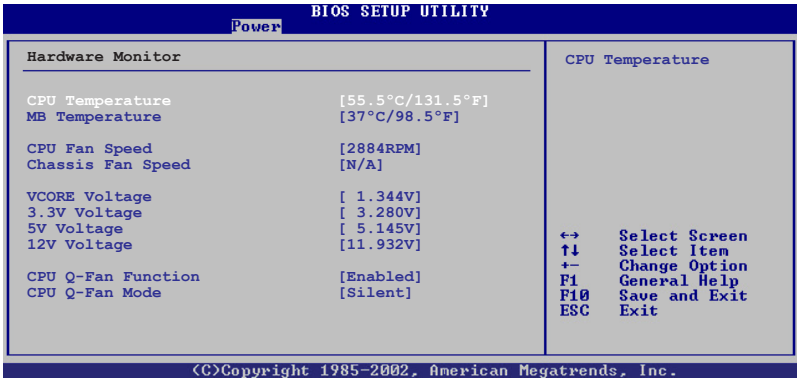 BIOS SETUP UTILITY
Power
Hardware Monitor
CPU Temperature [55.5°C/131.5°F]
MB Temperature [37°C/98.5°F]
CPU Fan Speed [2884RPM]
Chassis Fan Speed [N/A]
VCORE Voltage [ 1.344V]
3.3V Voltage [ 3.280V]
5V Voltage [ 5.145V]
12V Voltage [11.932V]
CPU Q-Fan Function [Enabled]
CPU Q-Fan Mode [Silent]
CPU Temperature
←→ Select Screen
↑↓ Select Item
+- Change Option
F1 General Help
F10 Save and Exit
ESC Exit
(C)Copyright 1985-2002, American Megatrends, Inc.